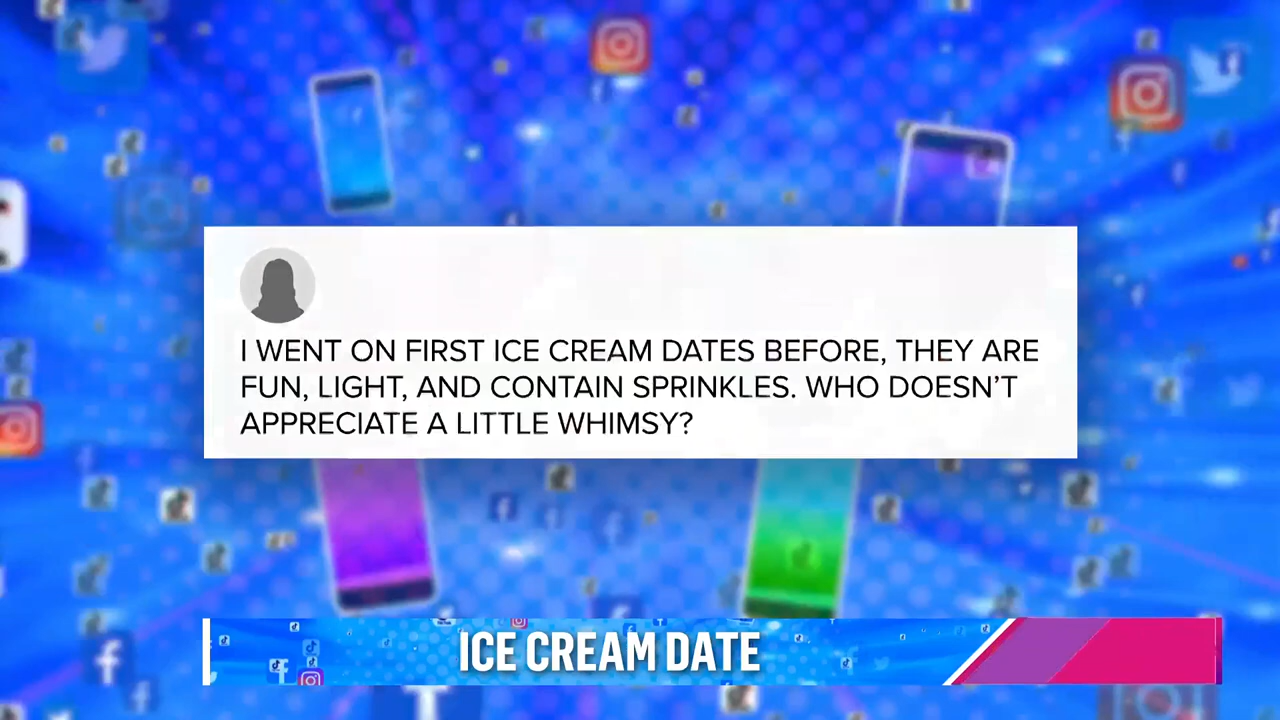 I WENT ON FIRST ICE CREAM DATES BEFORE, THEY ARE
FUN, LIGHT, AND CONTAIN SPRINKLES. WHO DOESN’T
APPRECIATE A LITTLE WHIMSY?
ICE CREAM DATE